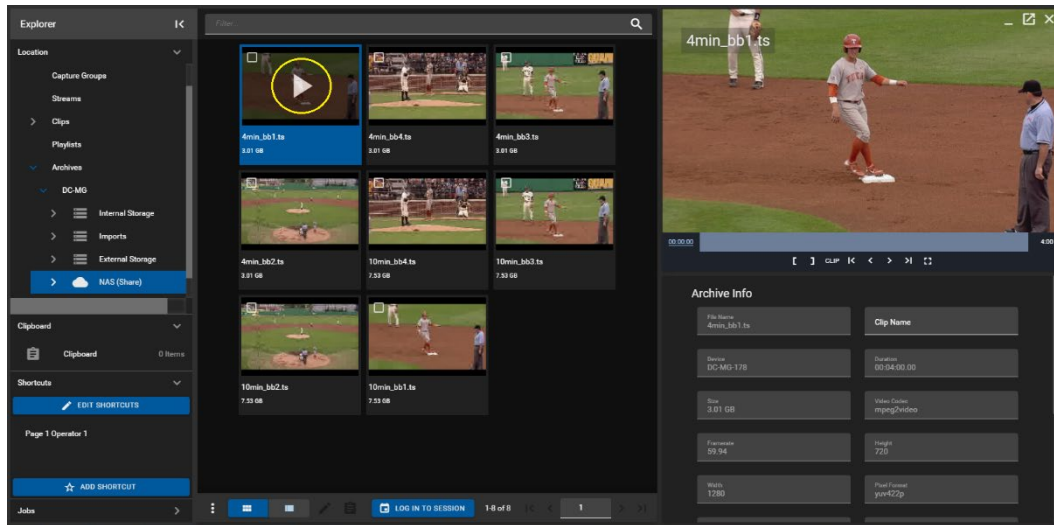 Explorer
Location
Capture Groups
Streams
Clips
Playlists
Archives
DC-MG
Internal Storage
Imports
External Storage
NAS (Share)
Clipboard
Clipboard 0 Items
Shortcuts
EDIT SHORTCUTS
Page 1 Operator 1
ADD SHORTCUT
Jobs
Filter...
4min_bb1.ts
3.01 GB
4min_bb4.ts
3.01 GB
4min_bb3.ts
3.01 GB
4min_bb2.ts
3.01 GB
10min_bb4.ts
7.53 GB
10min_bb3.ts
7.53 GB
10min_bb2.ts
7.53 GB
10min_bb1.ts
7.53 GB
LOG IN TO SESSION 1-8 of 8 1
4min_bb1.ts
00:00:00 4:00
[ ] CLIP
Archive Info
File Name
4min_bb1.ts
Clip Name
Device
DC-MG-178
Duration
00:04:00.00
Size
3.01 GB
Video Codec
mpeg2video
Framerate
59.94
Height
720
Width
1280
Pixel Format
yuv422p